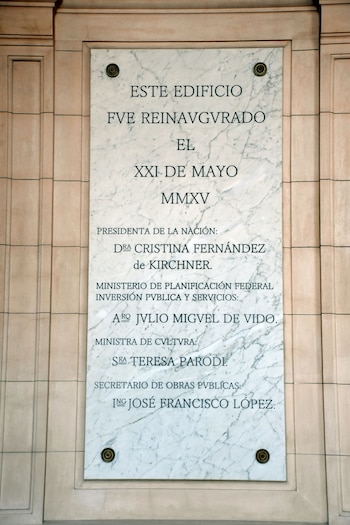 ESTE EDIFICIO
FVE REINAVGVRADO
EL
XXI DE MAYO
MMXV
PRESIDENTA DE LA NACIÓN:
DRA CRISTINA FERNÁNDEZ
de KIRCHNER.
MINISTERIO DE PLANIFICACIÓN FEDERAL
INVERSIÓN PVBLICA Y SERVICIOS:
ARQ JVLIO MIGVEL DE VIDO.
MINISTRA DE CVLTVRA:
SRA TERESA PARODI.
SECRETARIO DE OBRAS PVBLICAS:
ING JOSÉ FRANCISCO LÓPEZ.